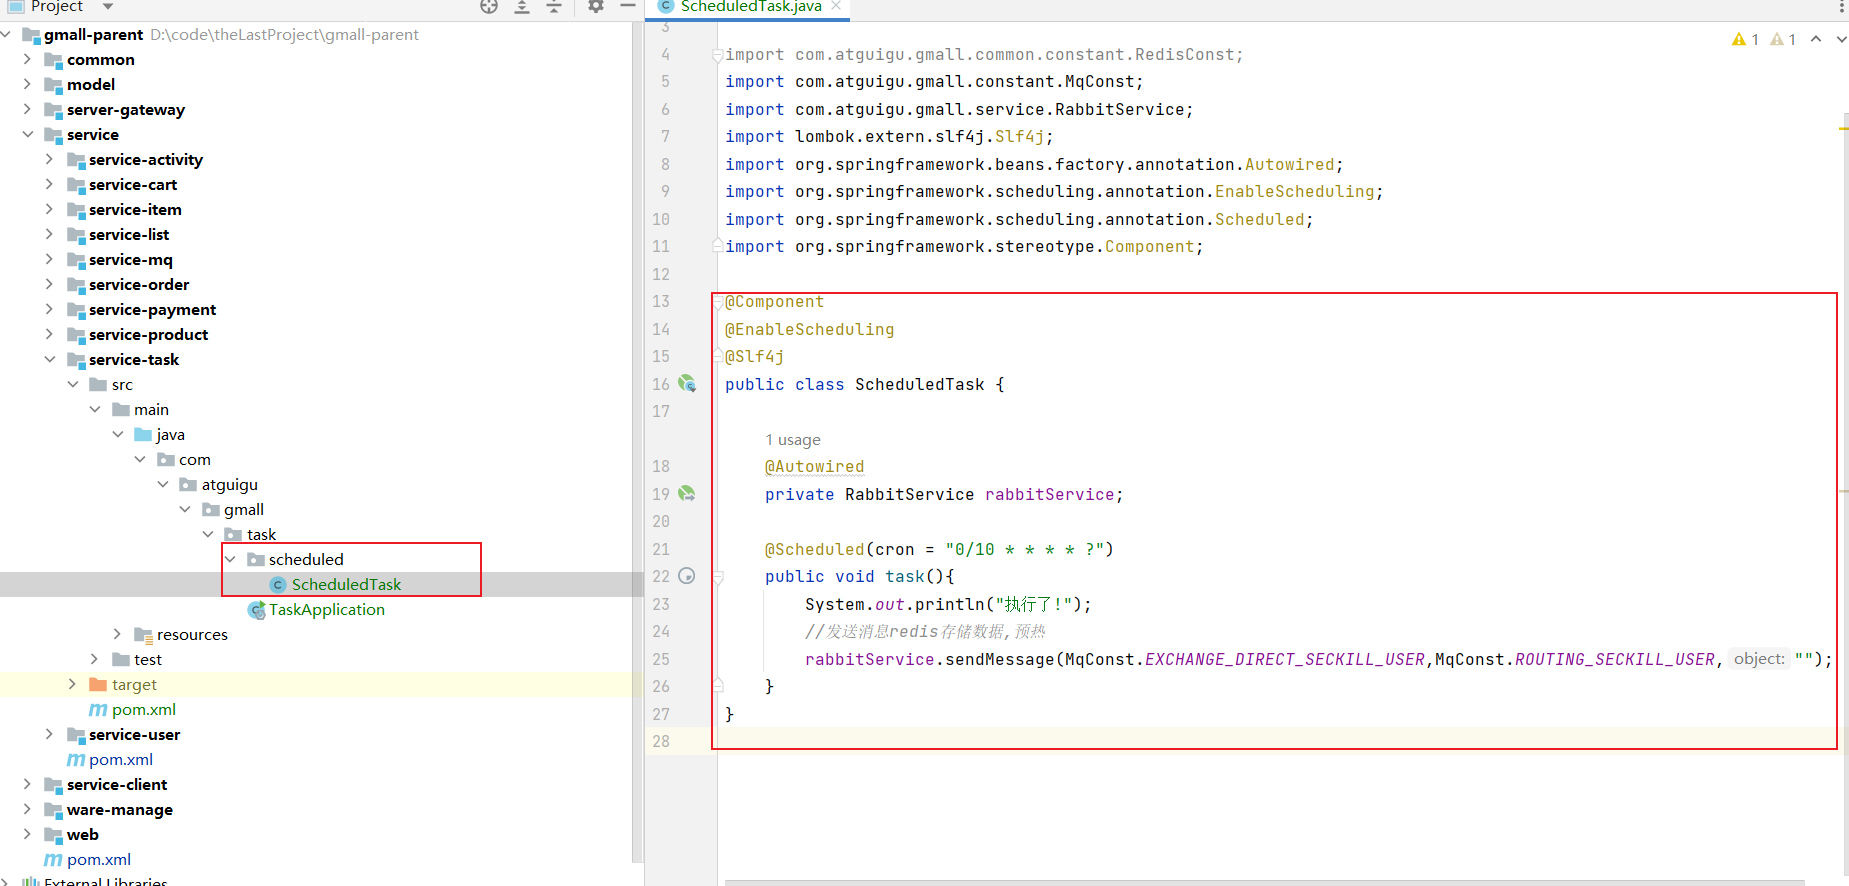 Project
gmall-parent D:\code\theLastProject\gmall-parent
common
model
server-gateway
service
service-activity
service-cart
service-item
service-list
service-mq
service-order
service-payment
service-product
service-task
src
main
java
com
atguigu
gmall
task
scheduled
ScheduledTask
TaskApplication
resources
test
target
pom.xml
service-user
pom.xml
service-client
ware-manage
web
pom.xml
External Libraries
ScheduledTask.java
1 1
3
4 import com.atguigu.gmall.common.constant.RedisConst;
5 import com.atguigu.gmall.constant.MqConst;
6 import com.atguigu.gmall.service.RabbitService;
7 import lombok.extern.slf4j.Slf4j;
8 import org.springframework.beans.factory.annotation.Autowired;
9 import org.springframework.scheduling.annotation.EnableScheduling;
10 import org.springframework.scheduling.annotation.Scheduled;
11 import org.springframework.stereotype.Component;
12
13 @Component
14 @EnableScheduling
15 @Slf4j
16 public class ScheduledTask {
17
1 usage
18 @Autowired
19 private RabbitService rabbitService;
20
21 @Scheduled(cron = "0/10 * * * * ?")
22 public void task(){
23 System.out.println("执行了!");
24 //发送消息redis存储数据,预热
25 rabbitService.sendMessage(MqConst.EXCHANGE_DIRECT_SECKILL_USER,MqConst.ROUTING_SECKILL_USER, object: "");
26 }
27 }
28